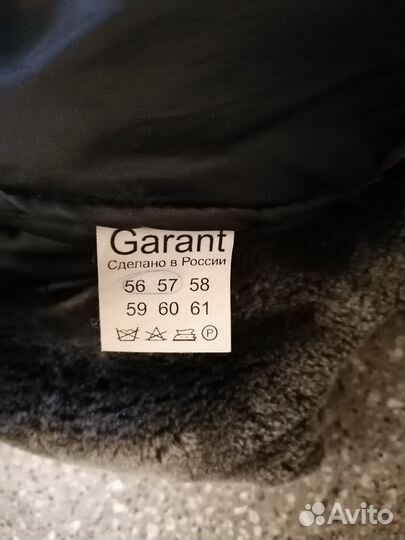 Garant
Сделано в России
56 57 58
59 60 61
P
Avito